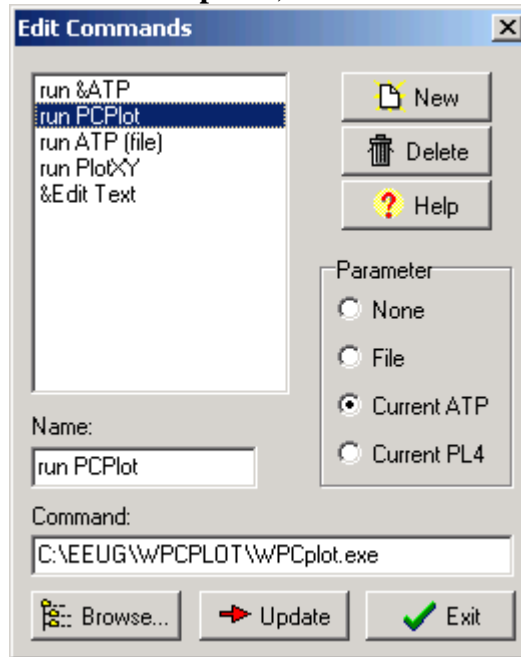 Edit Commands
run &ATP
run PCPlot
run ATP (file)
run PlotXY
&Edit Text
New
Delete
Help
Parameter
None
File
Current ATP
Current PL4
Name:
run PCPlot
Command:
C:\EEUG\WPCPLOT\WPCplot.exe
Browse...
Update
Exit